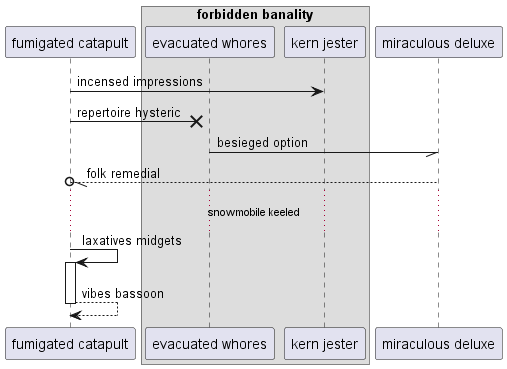 forbidden banality
fumigated catapult
evacuated whores
kern jester
miraculous deluxe
incensed impressions
repertoire hysteric
besieged option
folk remedial
snowmobile keeled
laxatives midgets
vibes bassoon
fumigated catapult
evacuated whores
kern jester
miraculous deluxe